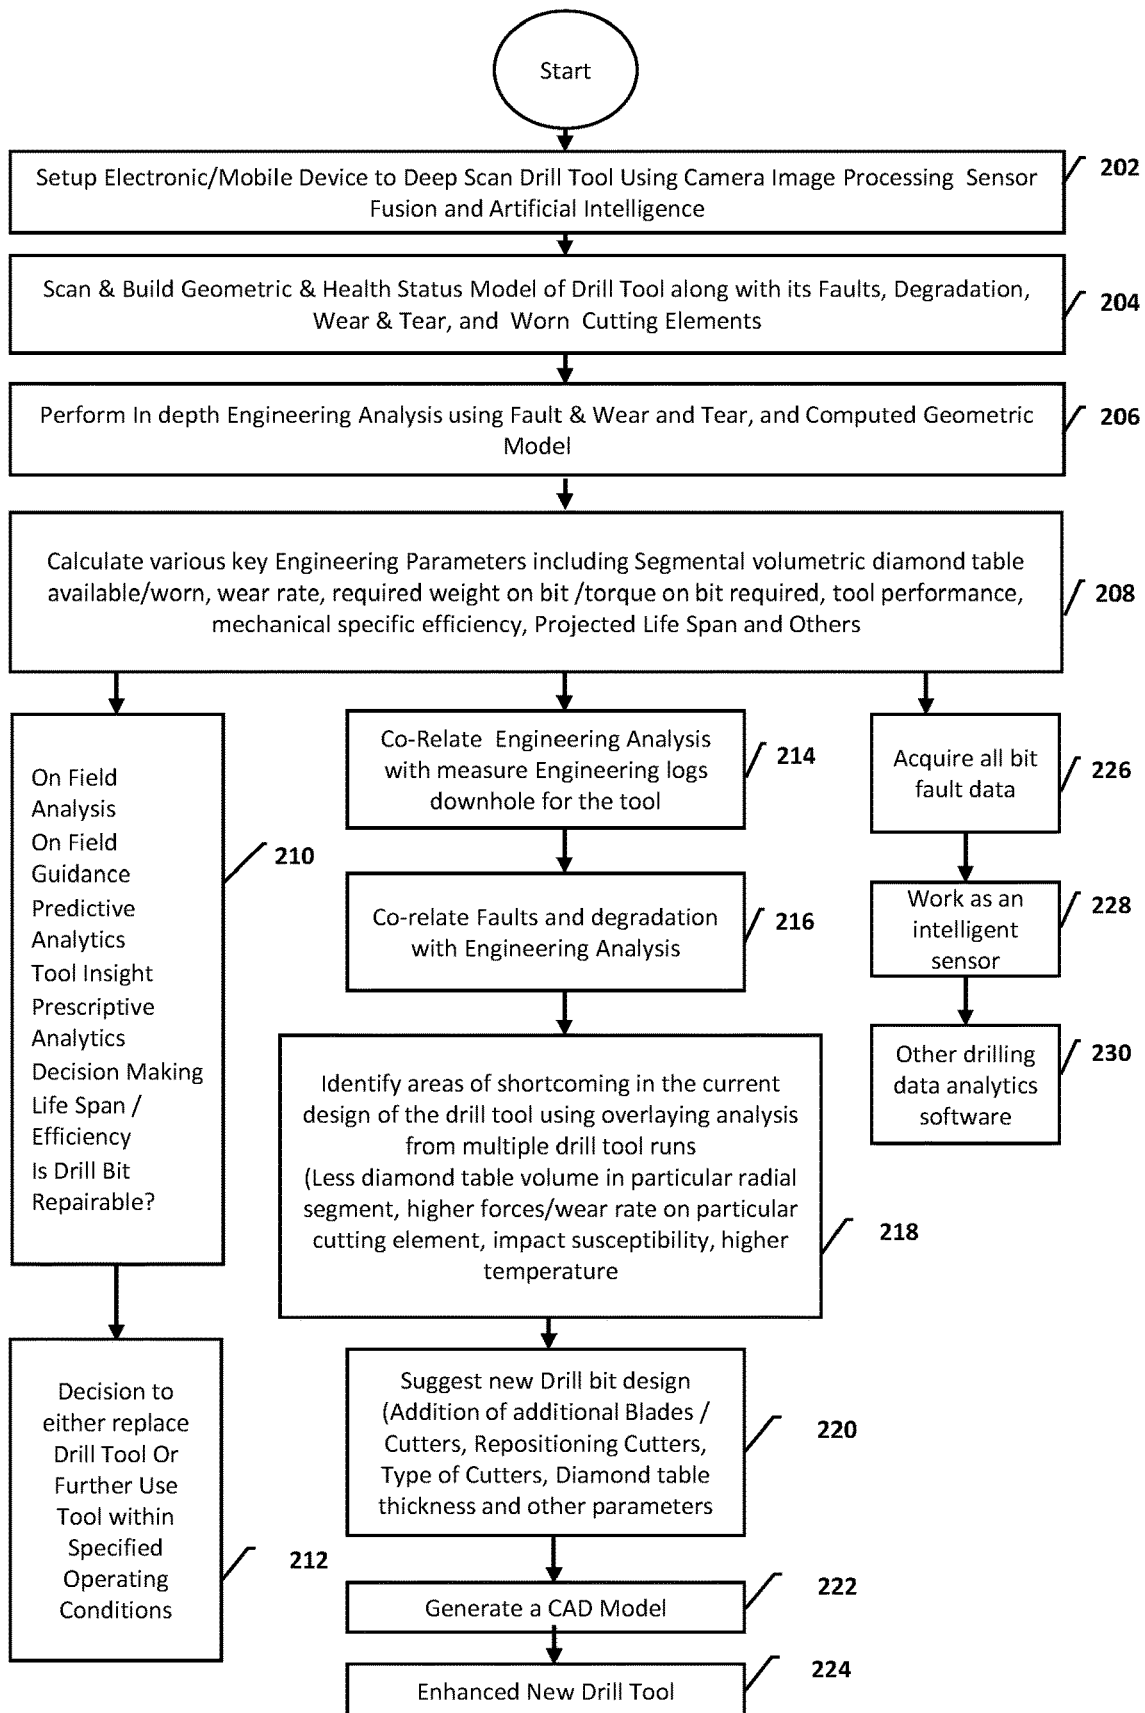 Start
Setup Electronic/Mobile Device to Deep Scan Drill Tool Using Camera Image Processing Sensor
Fusion and Artificial Intelligence
202
Scan & Build Geometric & Health Status Model of Drill Tool along with its Faults, Degradation,
Wear & Tear, and Worn Cutting Elements
204
Perform In depth Engineering Analysis using Fault & Wear and Tear, and Computed Geometric
Model
206
Calculate various key Engineering Parameters including Segmental volumetric diamond table
available/worn, wear rate, required weight on bit /torque on bit required, tool performance,
mechanical specific efficiency, Projected Life Span and Others
208
On Field
Analysis
On Field
Guidance
Predictive
Analytics
Tool Insight
Prescriptive
Analytics
Decision Making
Life Span /
Efficiency
Is Drill Bit
Repairable?
210
Decision to
either replace
Drill Tool Or
Further Use
Tool within
Specified
Operating
Conditions
212
Co-Relate Engineering Analysis
with measure Engineering logs
downhole for the tool
214
Co-relate Faults and degradation
with Engineering Analysis
216
Identify areas of shortcoming in the current
design of the drill tool using overlaying analysis
from multiple drill tool runs
(Less diamond table volume in particular radial
segment, higher forces/wear rate on particular
cutting element, impact susceptibility, higher
temperature
218
Suggest new Drill bit design
(Addition of additional Blades /
Cutters, Repositioning Cutters,
Type of Cutters, Diamond table
thickness and other parameters
220
Generate a CAD Model
222
Enhanced New Drill Tool
224
Acquire all bit
fault data
226
Work as an
intelligent
sensor
228
Other drilling
data analytics
software
230